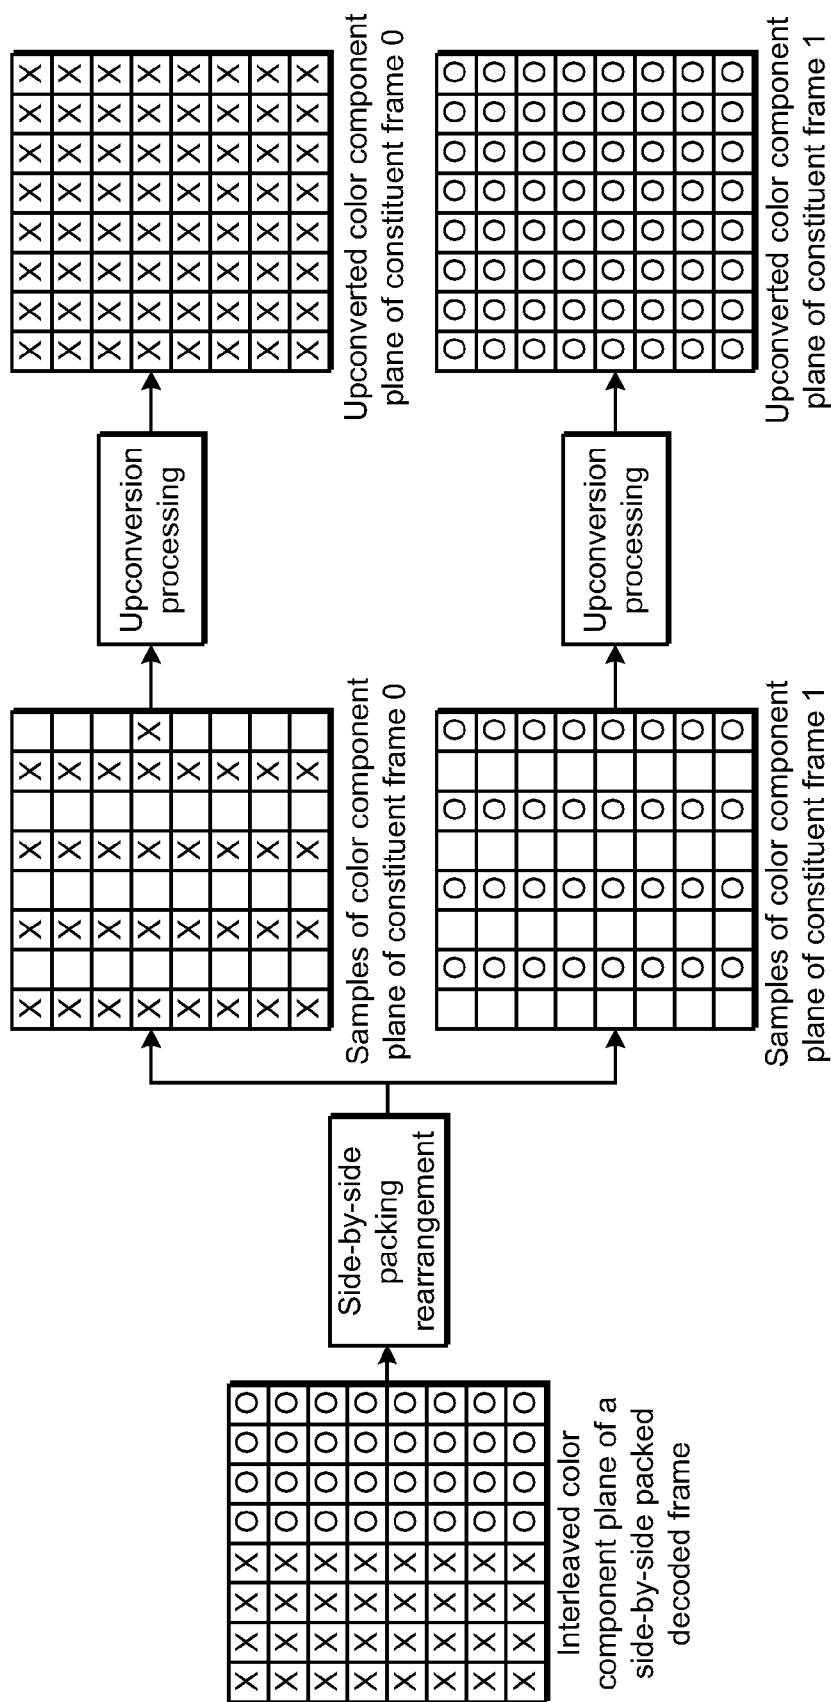 X X X X X X X X
X X X X X X X X
X X X X X X X X
X X X X X X X X
X X X X X X X X
X X X X X X X X
X X X X X X X X
X X X X X X X X
Upconverted color component
plane of constituent frame 0
Upconversion
processing
X X X X
X X X X
X X X X
X X X X X
X X X X
X X X X
X X X X
X X X X
Samples of color component
plane of constituent frame 0
Side-by-side
packing
rearrangement
X X X X O O O O
X X X X O O O O
X X X X O O O O
X X X X O O O O
X X X X O O O O
X X X X O O O O
X X X X O O O O
X X X X O O O O
Interleaved color
component plane of a
side-by-side packed
decoded frame
O O O O
O O O O
O O O O
O O O O
O O O O
O O O O
O O O O
O O O O
Samples of color component
plane of constituent frame 1
Upconversion
processing
O O O O O O O O
O O O O O O O O
O O O O O O O O
O O O O O O O O
O O O O O O O O
O O O O O O O O
O O O O O O O O
O O O O O O O O
Upconverted color component
plane of constituent frame 1